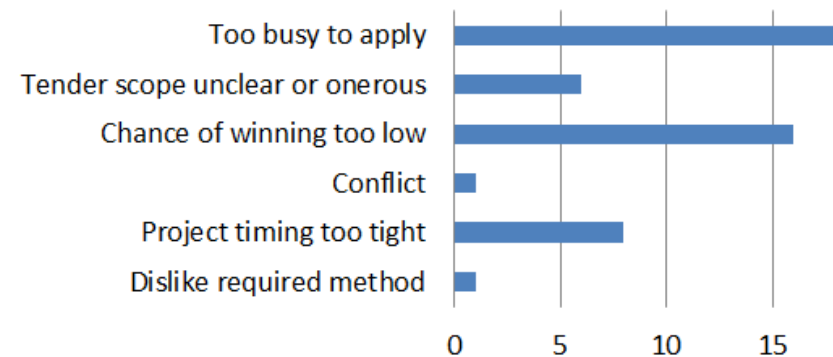 Too busy to apply
Tender scope unclear or onerous
Chance of winning too low
Conflict
Project timing too tight
Dislike required method
0 5 10 15